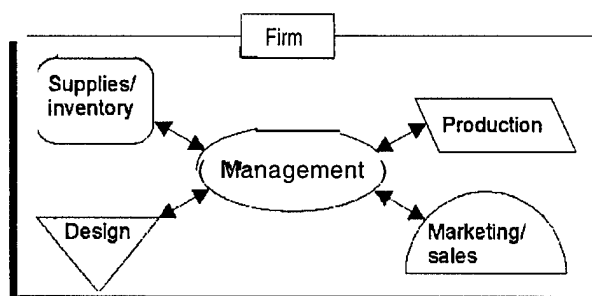 Firm
Supplies/
inventory
Production
Management
Design
Marketing/
sales